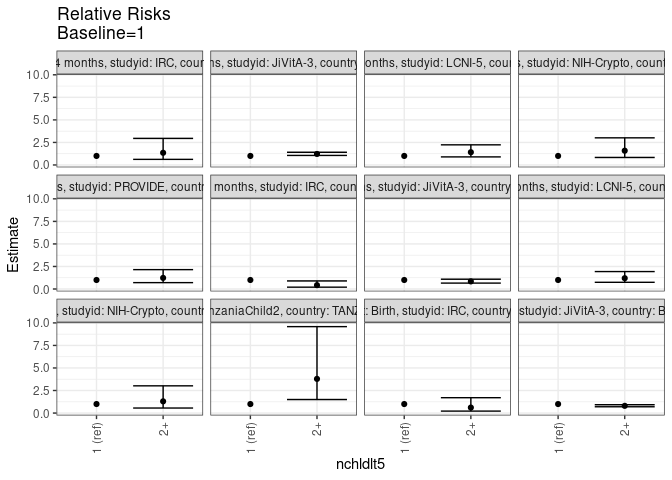 Relative Risks
Baseline=1
4 months, studyid: IRC, coun
ns, studyid: JiVitA-3, country
onths, studyid: LCNI-5, cou
s, studyid: NIH-Crypto, count
10.0
7.5
5.0
2.5
0.0
s, studyid: PROVIDE, countr
months, studyid: IRC, coun
s, studyid: JiVitA-3, country
onths, studyid: LCNI-5, coun
10.0
7.5
5.0
2.5
0.0
, studyid: NIH-Crypto, countr
nzaniaChild2, country: TANZ
: Birth, studyid: IRC, country
studyid: JiVitA-3, country: B
10.0
7.5
5.0
2.5
0.0
Estimate
1 (ref)
2+
1 (ref)
2+
1 (ref)
2+
1 (ref)
2+
nchldlt5